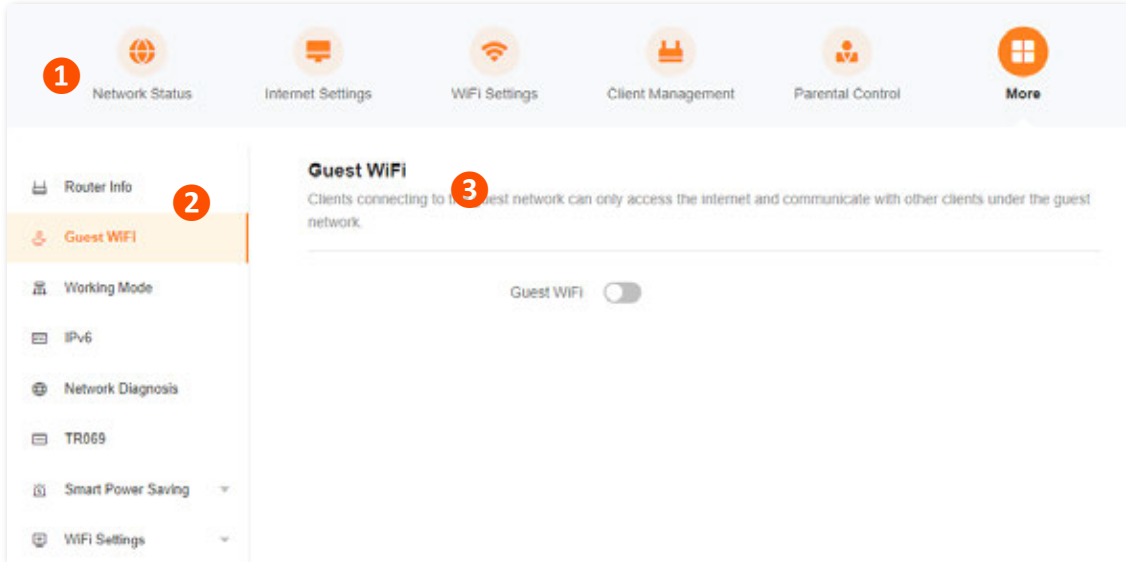 1
Network Status
Internet Settings
WiFi Settings
Client Management
Parental Control
More
Router Info
2
Guest WiFi
Working Mode
IPv6
Network Diagnosis
TR069
Smart Power Saving
WiFi Settings
Guest WiFi
3
Clients connecting to guest network can only access the internet and communicate with other clients under the guest
network.
Guest WiFi